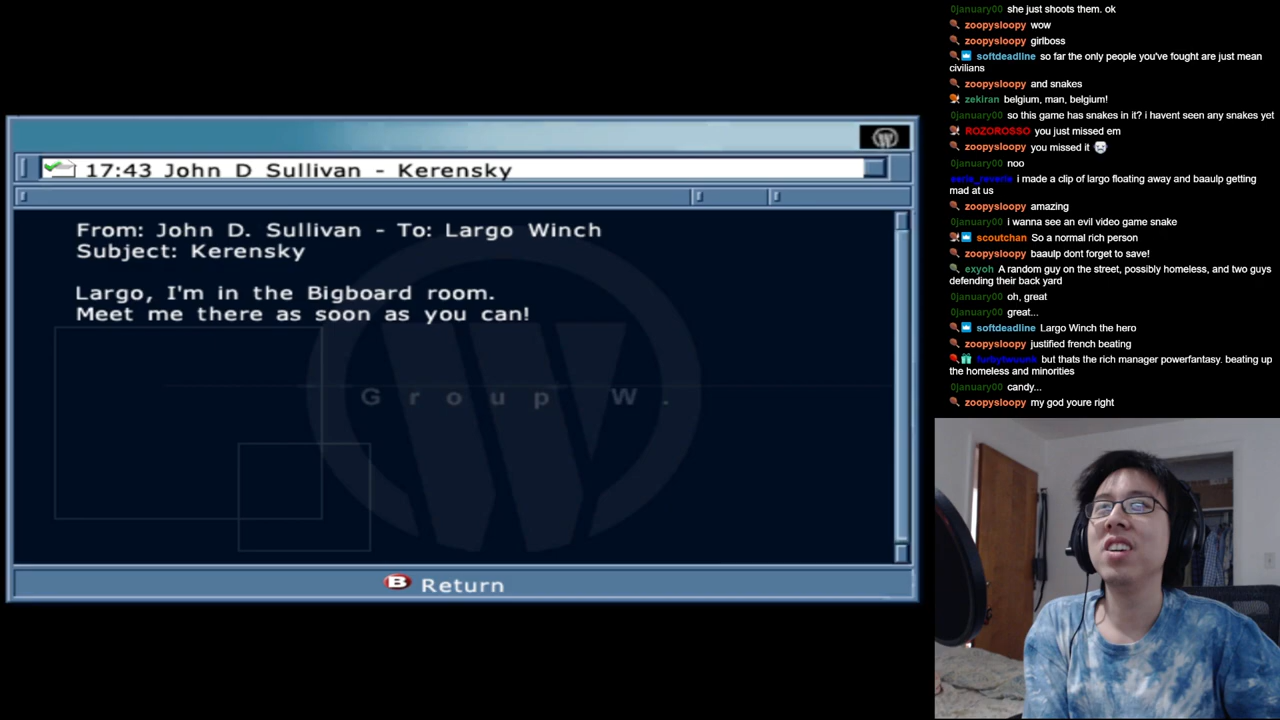 17:43 John D Sullivan - Kerensky
From: John D. Sullivan - To: Largo Winch
Subject: Kerensky
Largo, I'm in the Bigboard room.
Meet me there as soon as you can!
Group W.
B Return
0january00 she just shoots them. ok
zoopysloopy wow
zoopysloopy girlboss
softdeadline so far the only people you've fought are just mean
civilians
zoopysloopy and snakes
zekiran belgium, man, belgium!
0january00 so this game has snakes in it? i havent seen any snakes yet
ROZOROSSO you just missed em
zoopysloopy you missed it
0january00 noo
aerie_reverie i made a clip of largo floating away and baaulp getting
mad at us
zoopysloopy amazing
0january00 i wanna see an evil video game snake
scoutchan So a normal rich person
zoopysloopy baaulp dont forget to save!
exyoh A random guy on the street, possibly homeless, and two guys
defending their back yard
0january00 oh, great
0january00 great...
softdeadline Largo Winch the hero
zoopysloopy justified french beating
but thats the rich manager powerfantasy. beating up
the homeless and minorities
0january00 candy...
zoopysloopy my god youre right